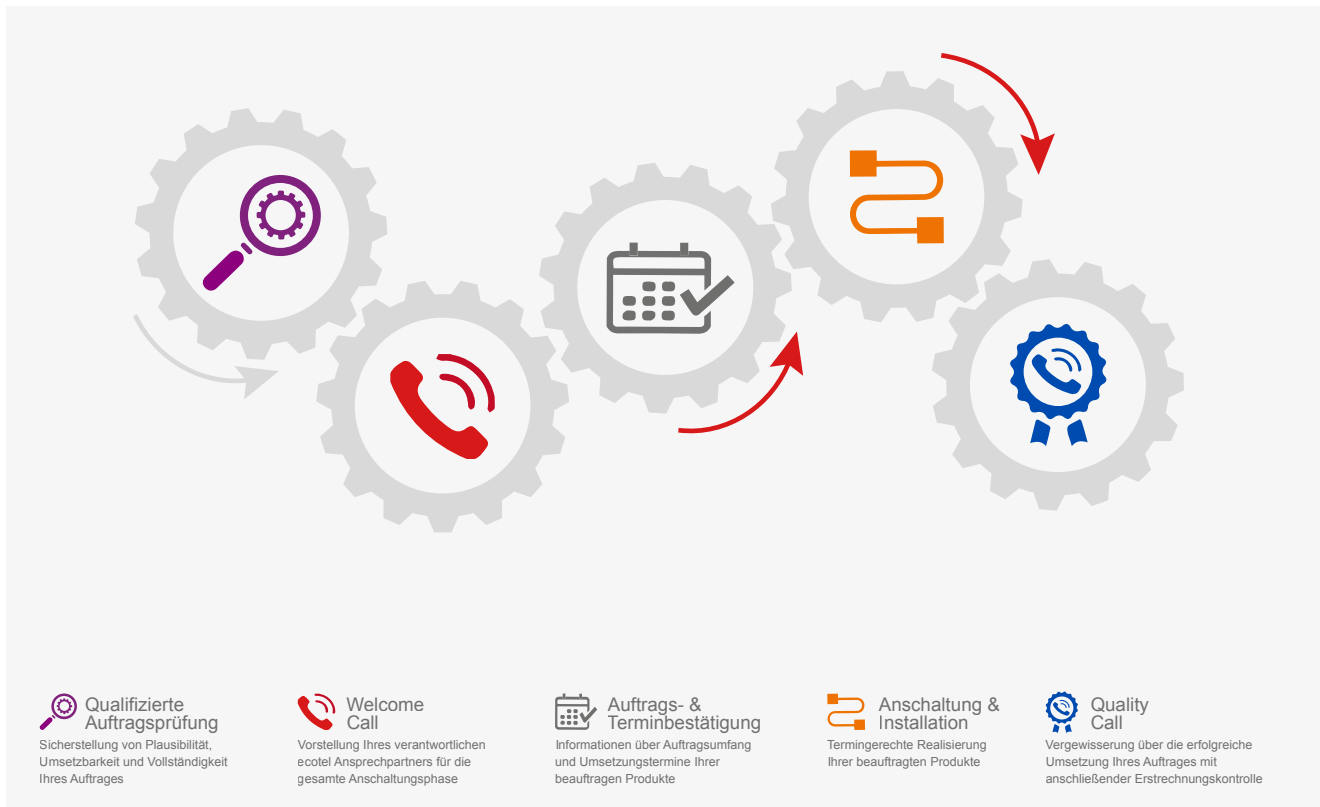 Qualifizierte
Auftragsprüfung
Sicherstellung von Plausibilität,
Umsetzbarkeit und Vollständigkeit
Ihres Auftrages
Welcome
Call
Vorstellung Ihres verantwortlichen
ecotel Ansprechpartners für die
gesamte Anschaltungsphase
Auftrags- &
Terminbestätigung
Informationen über Auftragsumfang
und Umsetzungstermine Ihrer
beauftragen Produkte
Anschaltung &
Installation
Termingerechte Realisierung
Ihrer beauftragten Produkte
Quality
Call
Vergewisserung über die erfolgreiche
Umsetzung Ihres Auftrages mit
anschließender Erstrechnungskontrolle